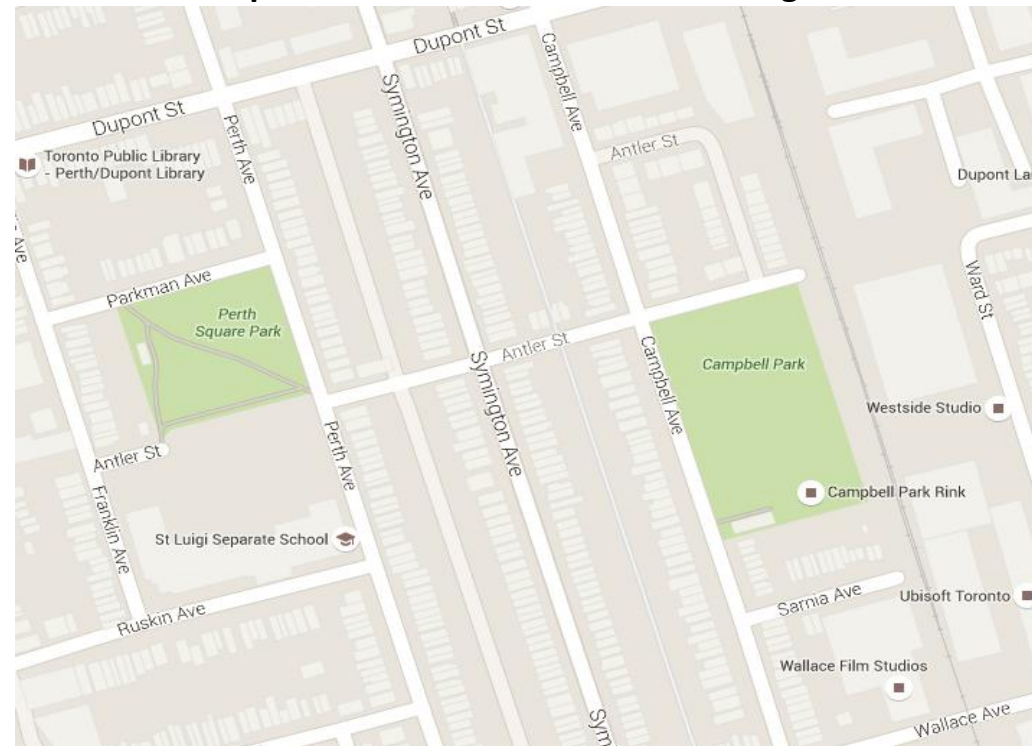 Dupont St
Campbell Ave
Dupont St
Symington Ave
Perth Ave
Antler St
Toronto Public Library
- Perth/Dupont Library
Dupont La
Ave
Parkman Ave
Ward St
Perth
Square Park
Antler St
Campbell Park
Campbell Ave
Symington Ave
Westside Studio
Perth Ave
Antler St
Franklin Ave
Campbell Park Rink
St Luigi Separate School
Sarnia Ave
Ubisoft Toronto
Ruskin Ave
Wallace Film Studios
Sym
Wallace Ave